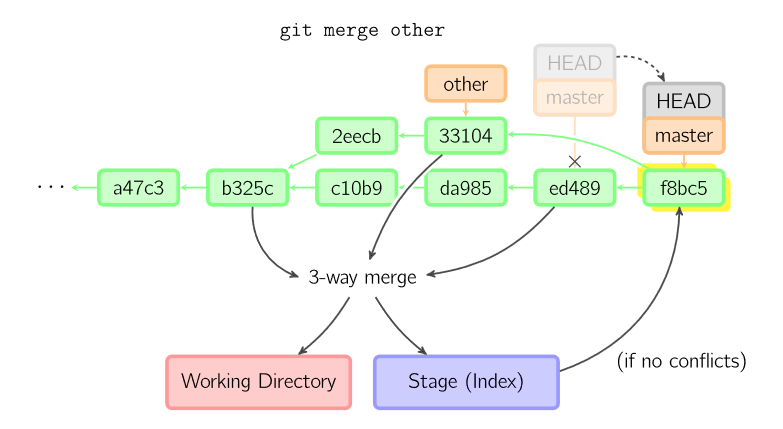 git merge other
HEAD
master
other
HEAD
master
2eecb
33104
··· a47c3 b325c c10b9 da985 ed489 f8bc5
3-way merge
(if no conflicts)
Working Directory
Stage (Index)